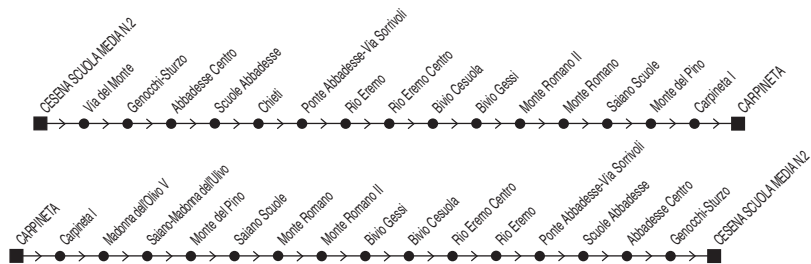 CESENA SCUOLA MEDIA N.2
Via del Monte
Genocchi-Sturzo
Abbadesse Centro
Scuole Abbadesse
Chieti
Ponte Abbadesse-Via Sorrivoli
Rio Eremo
Rio Eremo Centro
Bivio Cesuola
Bivio Gessi
Monte Romano II
Monte Romano
Saiano Scuole
Monte del Pino
Carpineta I
CARPINETA
CARPINETA
Carpineta I
Madonna dell'Olivo V
Saiano-Madonna dell'Ulivo
Monte del Pino
Saiano Scuole
Monte Romano
Monte Romano II
Bivio Gessi
Bivio Cesuola
Rio Eremo Centro
Rio Eremo
Ponte Abbadesse-Via Sorrivoli
Scuole Abbadesse
Abbadesse Centro
Genocchi-Sturzo
CESENA SCUOLA MEDIA N.2